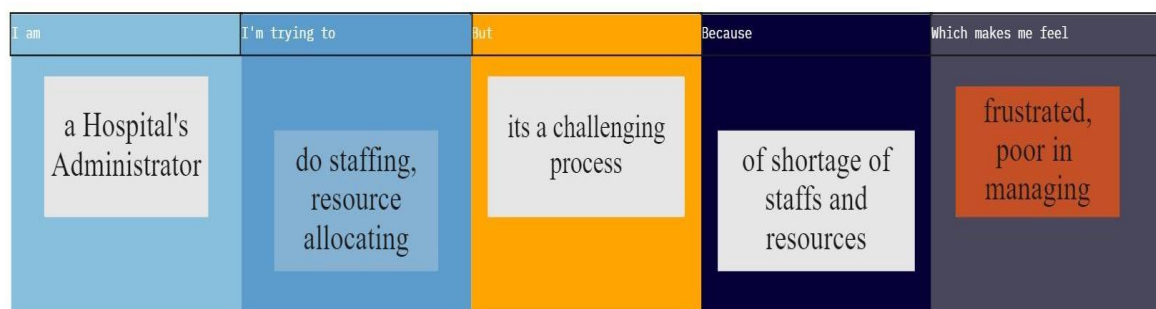 I am
I'm trying to
But
Because
Which makes me feel
a Hospital's
Administrator
do staffing,
resource
allocating
its a challenging
process
of shortage of
staffs and
resources
frustrated,
poor in
managing